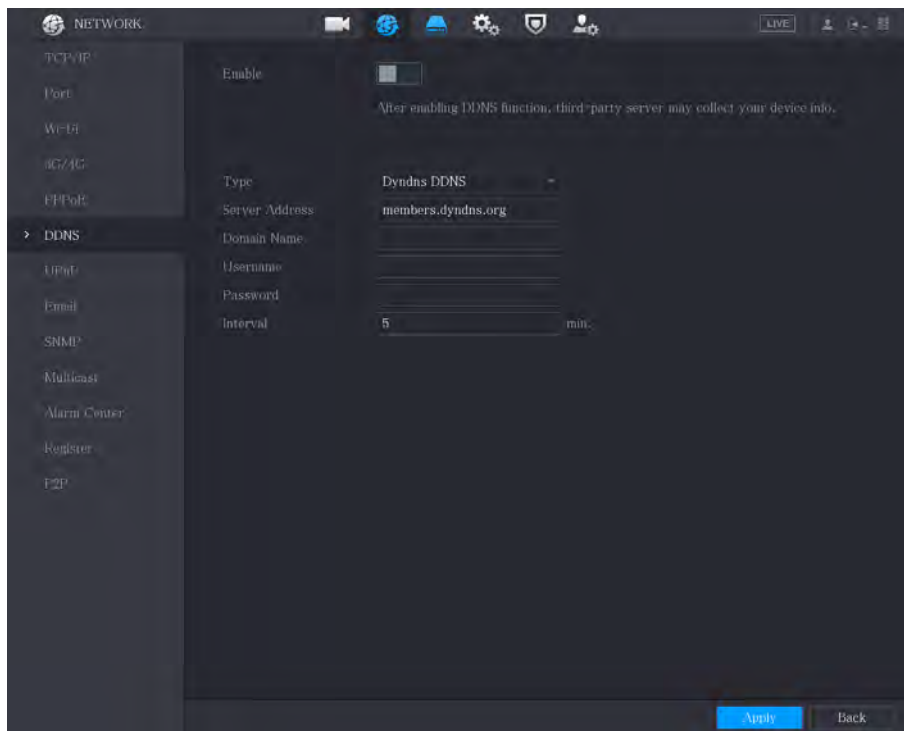 NETWORK
LIVE
TCP/IP
Port
Wi-Fi
3G/4G
PPPoE
DDNS
UPnP
Email
SNMP
Multicast
Alarm Center
Register
P2P
Enable
After enabling DDNS function, third-party server may collect your device info.
Type Dyndns DDNS
Server Address members.dyndns.org
Domain Name
Username
Password
Interval 5 min.
Apply Back